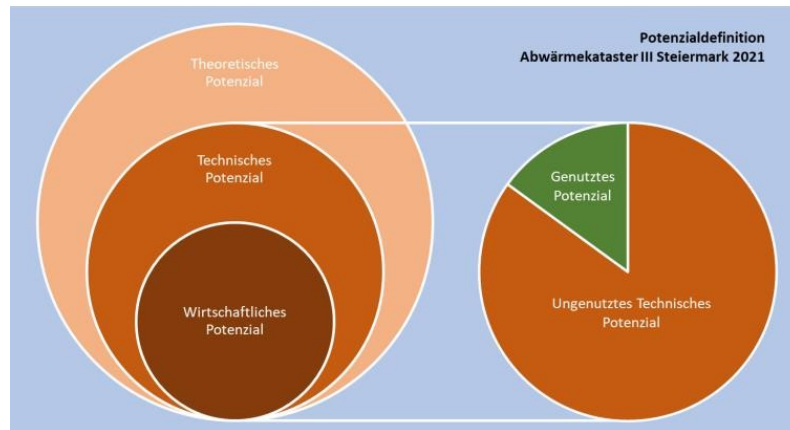 Potenzialdefinition
Abwärmekataster III Steiermark 2021
Theoretisches
Potenzial
Technisches
Potenzial
Wirtschaftliches
Potenzial
Genutztes
Potenzial
Ungenutztes Technisches
Potenzial